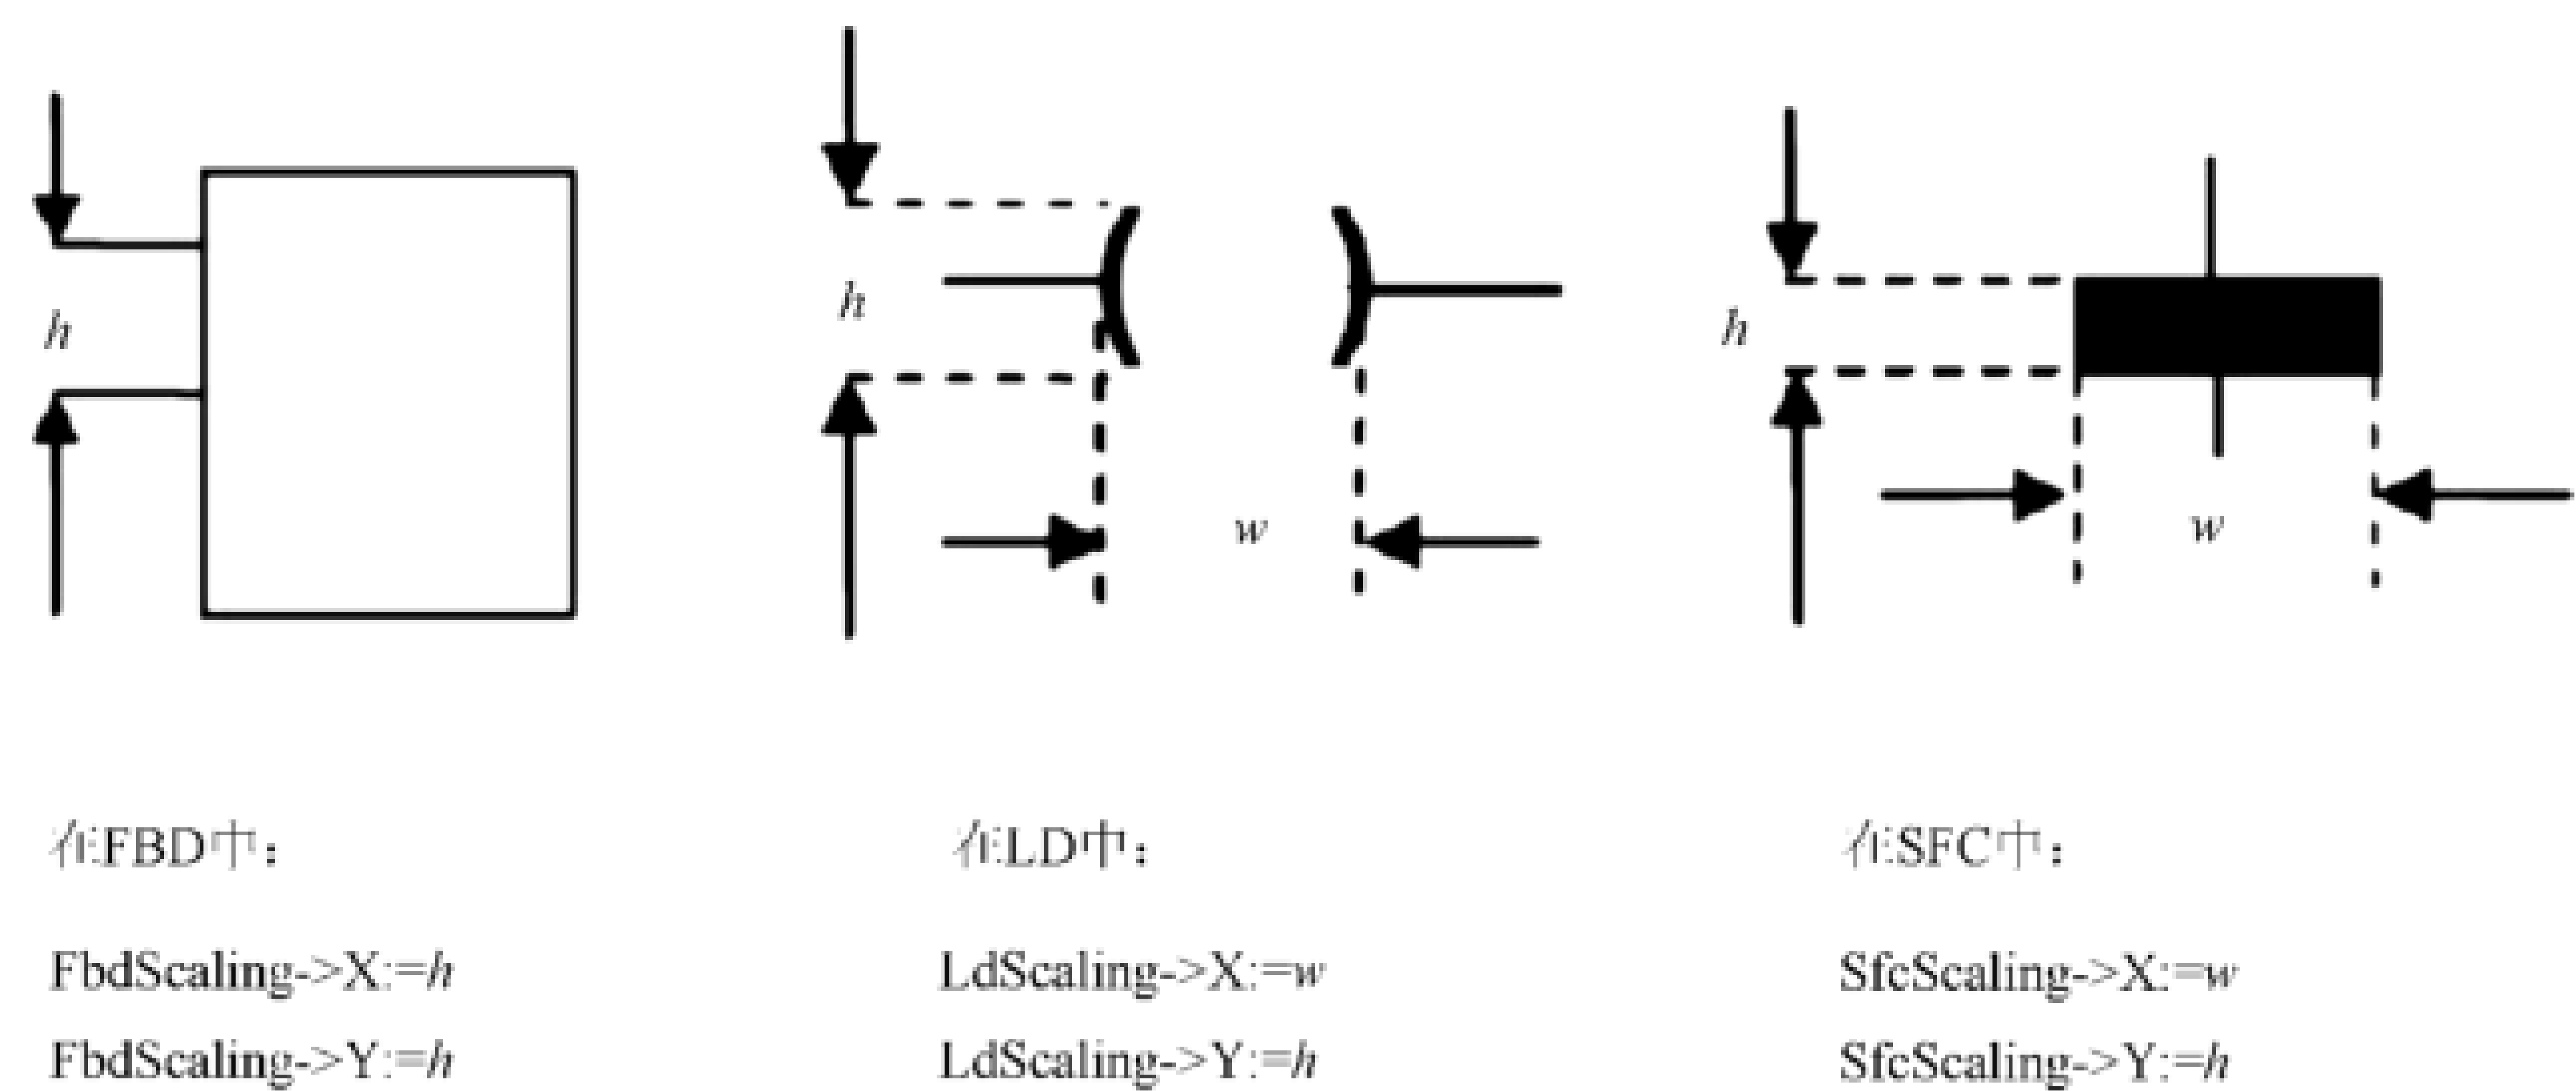 h
h
w
h
w
在FBD中：
FbdScaling->X:=h
FbdScaling->Y:=h
在LD中：
LdScaling->X:=w
LdScaling->Y:=h
在SFC中：
SfcScaling->X:=w
SfcScaling->Y:=h